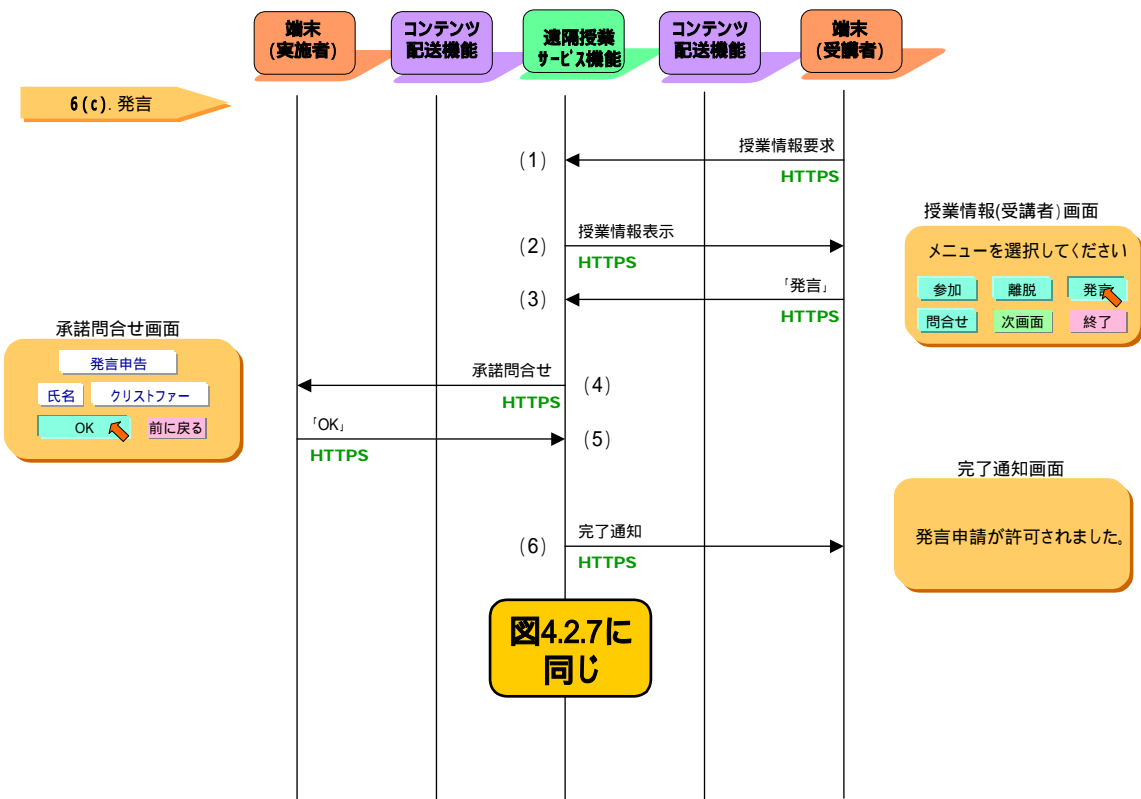 端末
(実施者)
コンテンツ
配送機能
遠隔授業
サービス機能
コンテンツ
配送機能
端末
(受講者)
6(c). 発言
(1)
授業情報要求
HTTPS
授業情報(受講者)画面
(2)
授業情報表示
HTTPS
メニューを選択してください
参加
離脱
発言
問合せ
次画面
終了
(3)
「発言」
HTTPS
承諾問合せ画面
発言申告
氏名
クリストファー
OK
前に戻る
承諾問合せ
HTTPS
(4)
「OK」
HTTPS
(5)
完了通知画面
発言申請が許可されました。
(6)
完了通知
HTTPS
図4.2.7に
同じ